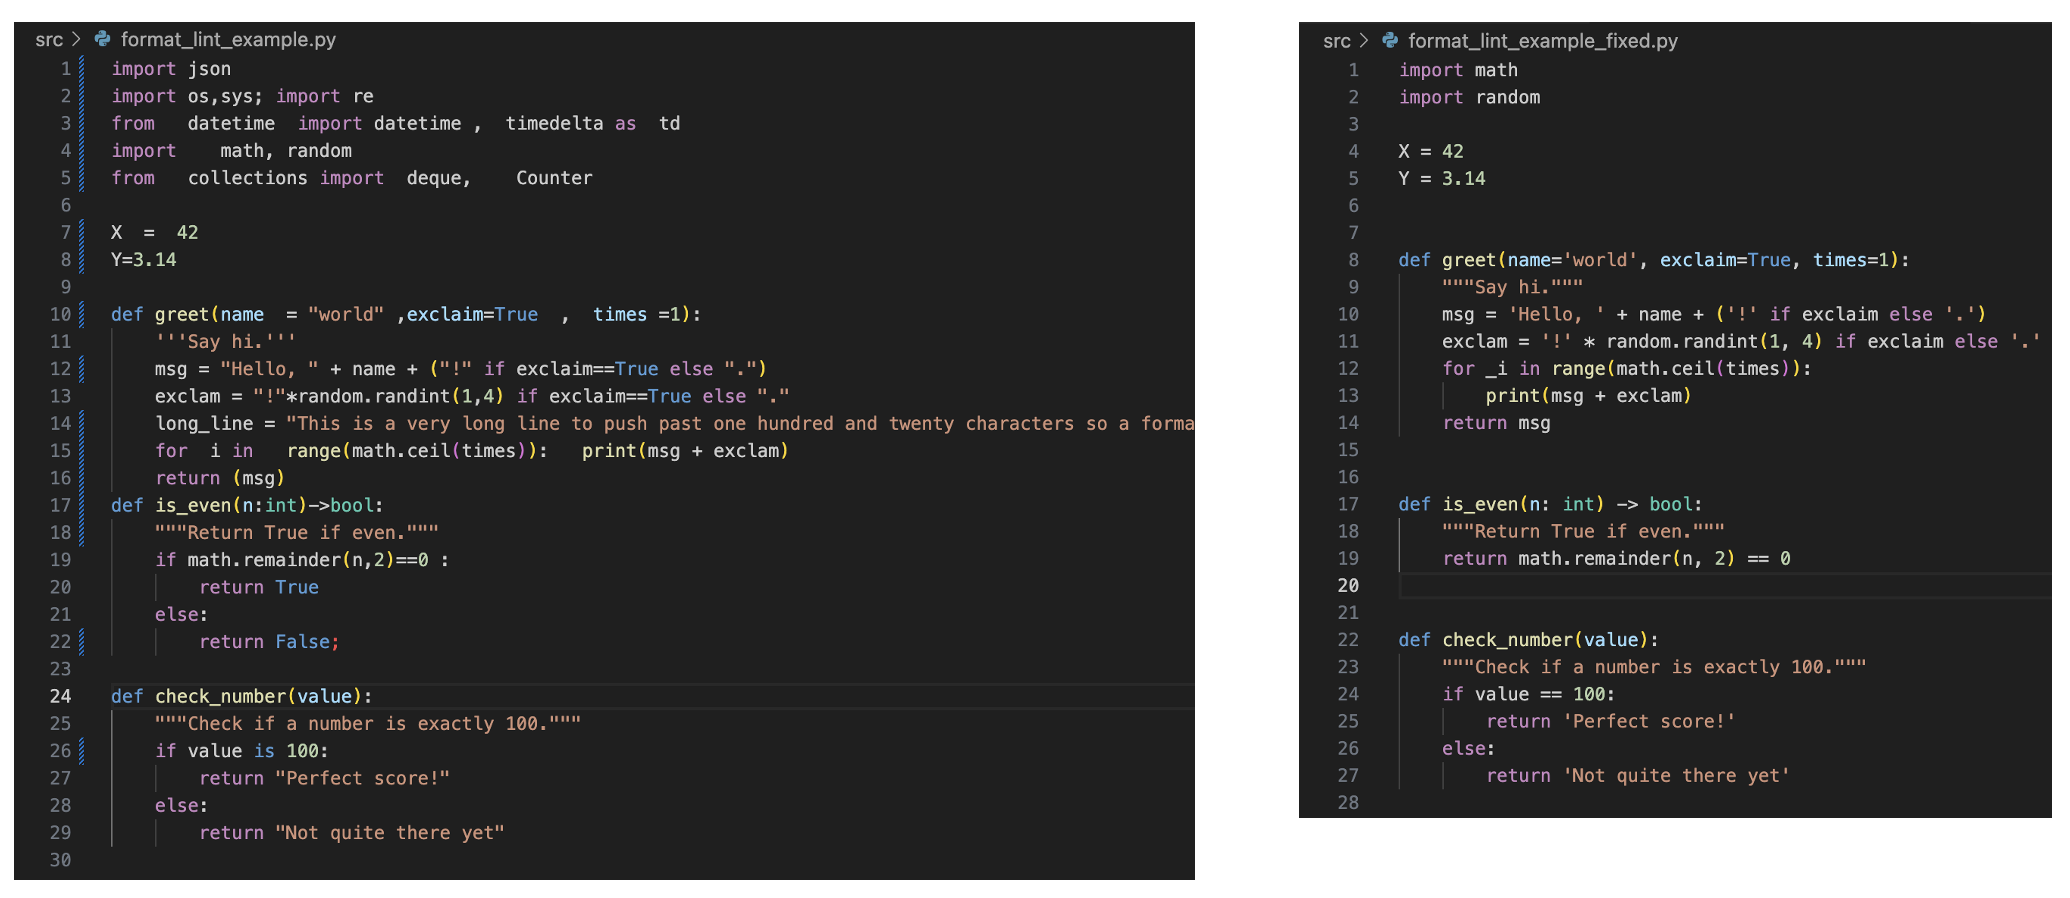 src > format_lint_example.py
1 import json
2 import os,sys; import re
3 from   datetime  import datetime ,  timedelta as  td
4 import    math, random
5 from   collections import  deque,    Counter
6
7 X  =  42
8 Y=3.14
9
10 def greet(name  = "world" ,exclaim=True  ,  times =1):
11     '''Say hi.'''
12     msg = "Hello, " + name + ("!" if exclaim==True else ".")
13     exclam = "!"*random.randint(1,4) if exclaim==True else "."
14     long_line = "This is a very long line to push past one hundred and twenty characters so a forma
15     for  i in   range(math.ceil(times)):   print(msg + exclam)
16     return (msg)
17 def is_even(n:int)->bool:
18     """Return True if even."""
19     if math.remainder(n,2)==0 :
20         return True
21     else:
22         return False;
23
24 def check_number(value):
25     """Check if a number is exactly 100."""
26     if value is 100:
27         return "Perfect score!"
28     else:
29         return "Not quite there yet"
30
src > format_lint_example_fixed.py
1 import math
2 import random
3
4 X = 42
5 Y = 3.14
6
7
8 def greet(name='world', exclaim=True, times=1):
9     """Say hi."""
10     msg = 'Hello, ' + name + ('!' if exclaim else '.')
11     exclam = '!' * random.randint(1, 4) if exclaim else '.'
12     for _i in range(math.ceil(times)):
13         print(msg + exclam)
14     return msg
15
16
17 def is_even(n: int) -> bool:
18     """Return True if even."""
19     return math.remainder(n, 2) == 0
20
21
22 def check_number(value):
23     """Check if a number is exactly 100."""
24     if value == 100:
25         return 'Perfect score!'
26     else:
27         return 'Not quite there yet'
28